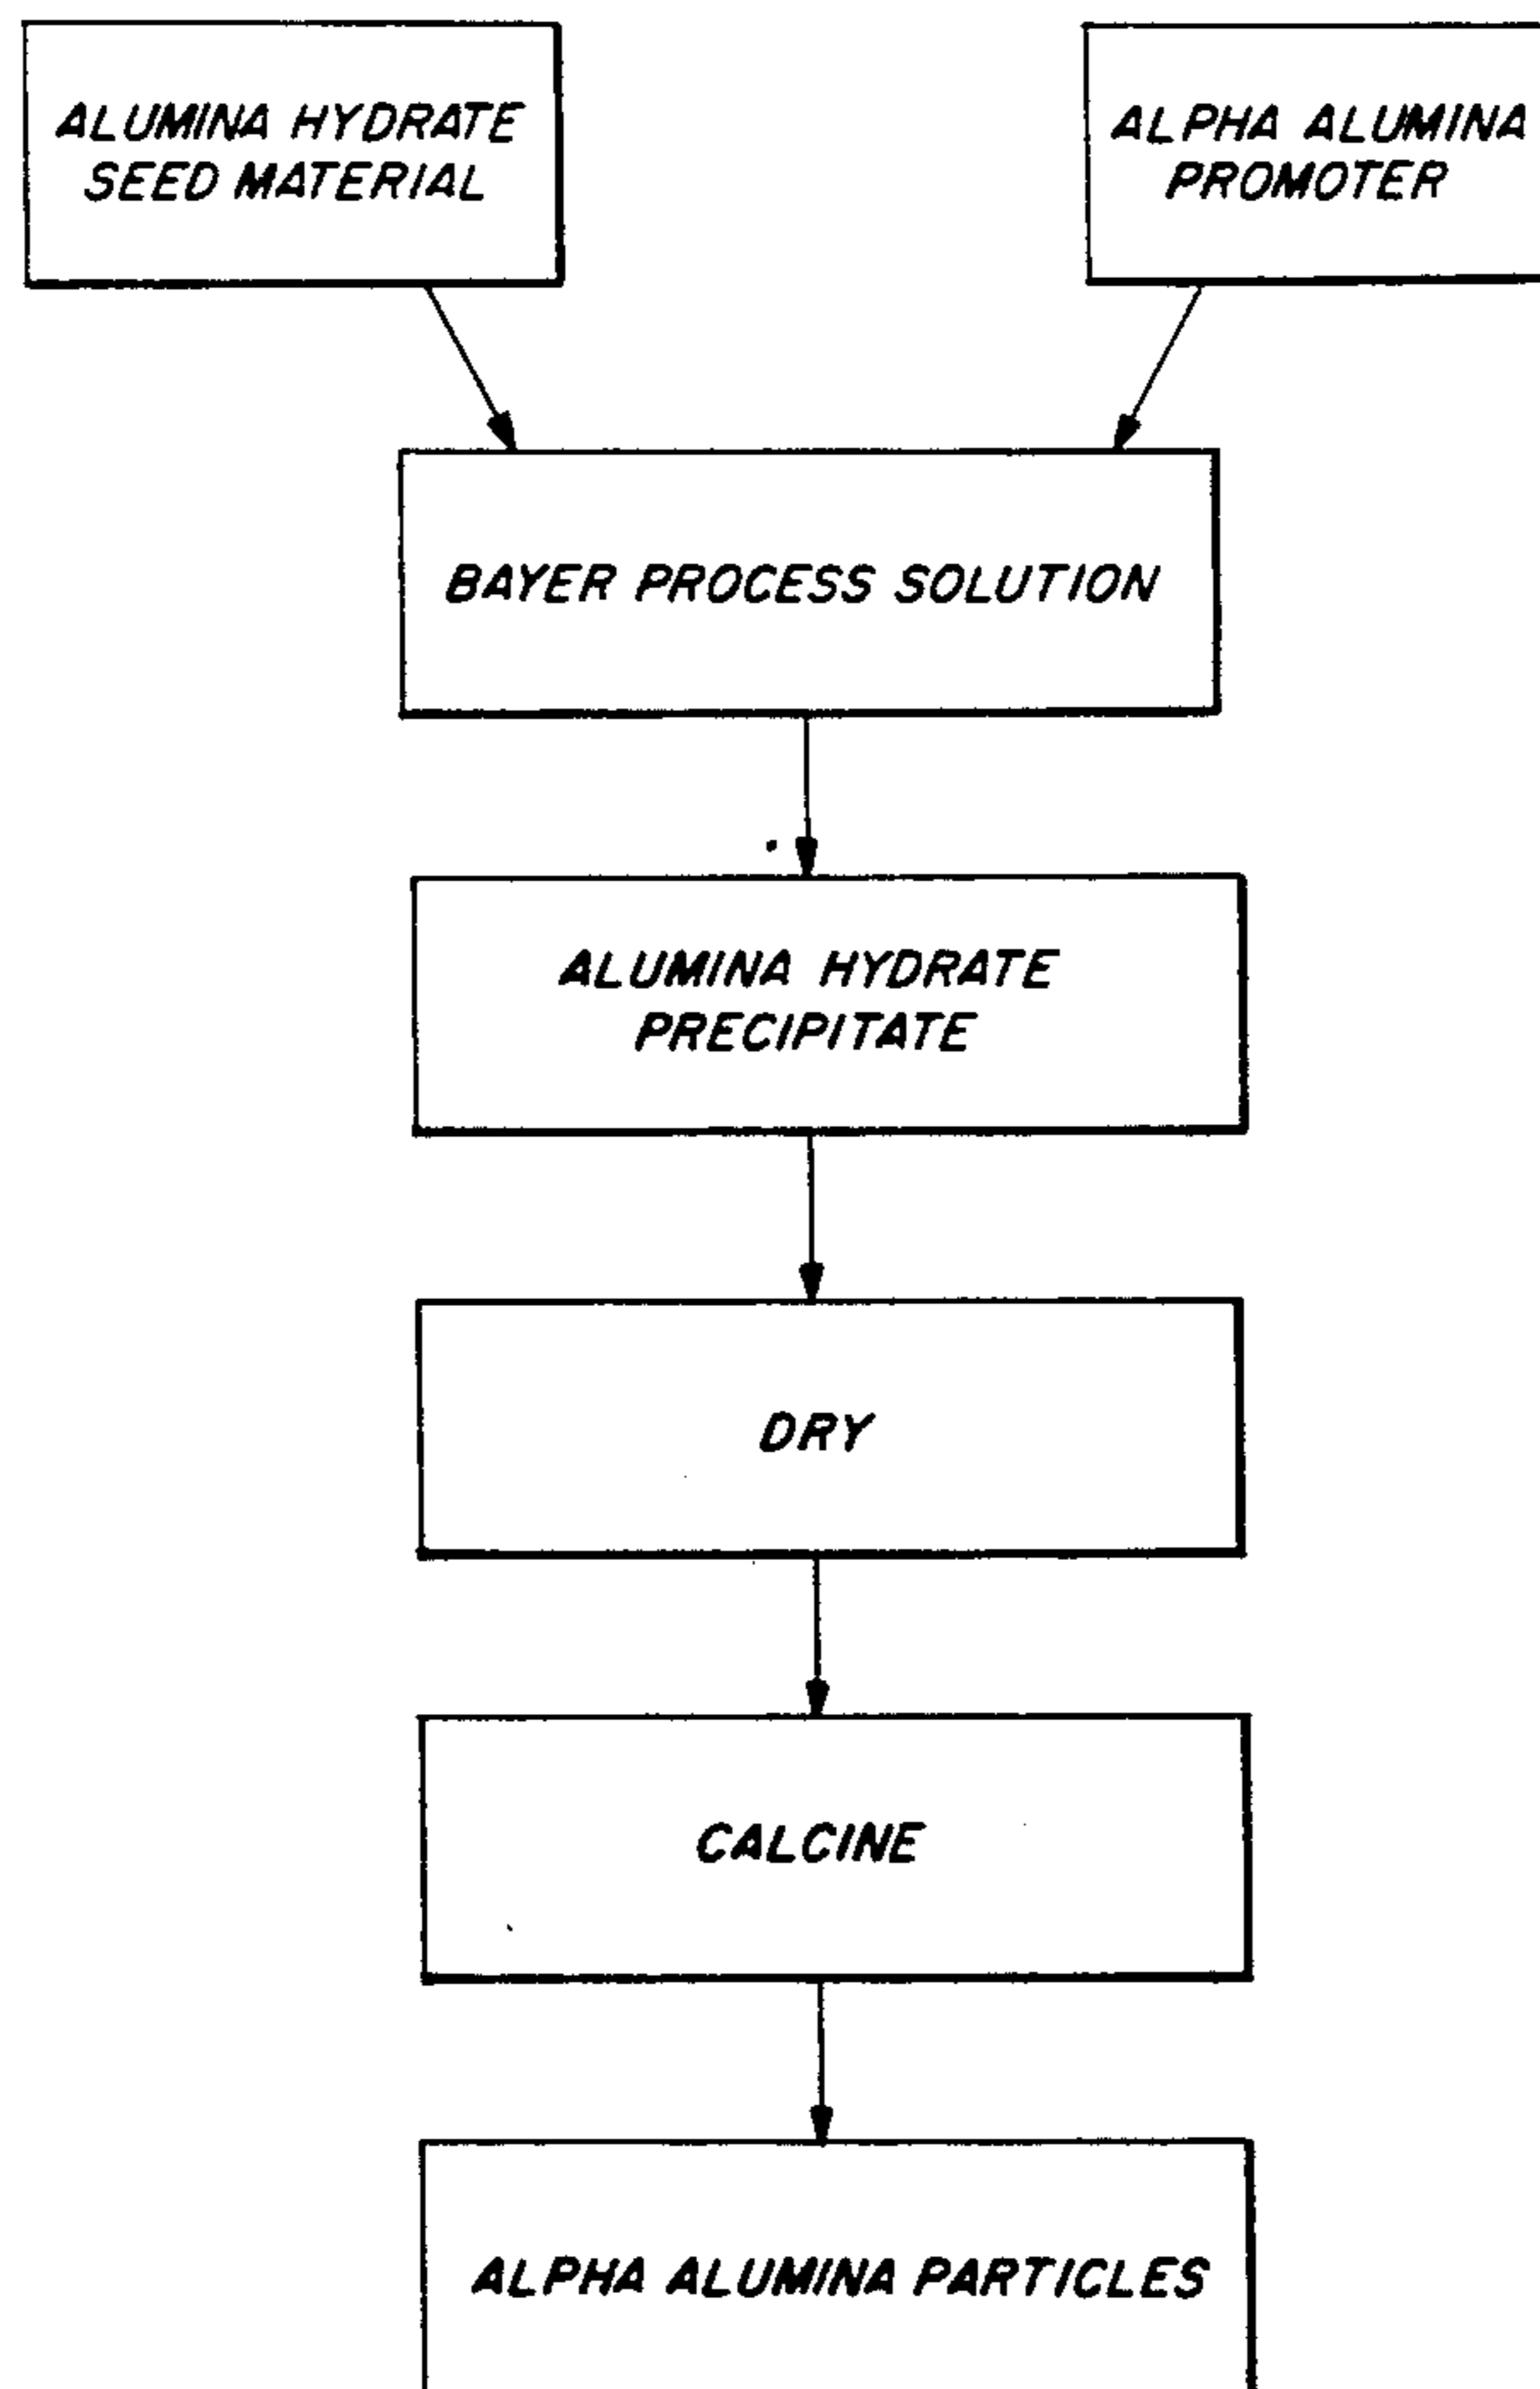 ALUMINA HYDRATE
SEED MATERIAL
ALPHA ALUMINA
PROMOTER
BAYER PROCESS SOLUTION
ALUMINA HYDRATE
PRECIPITATE
DRY
CALCINE
ALPHA ALUMINA PARTICLES